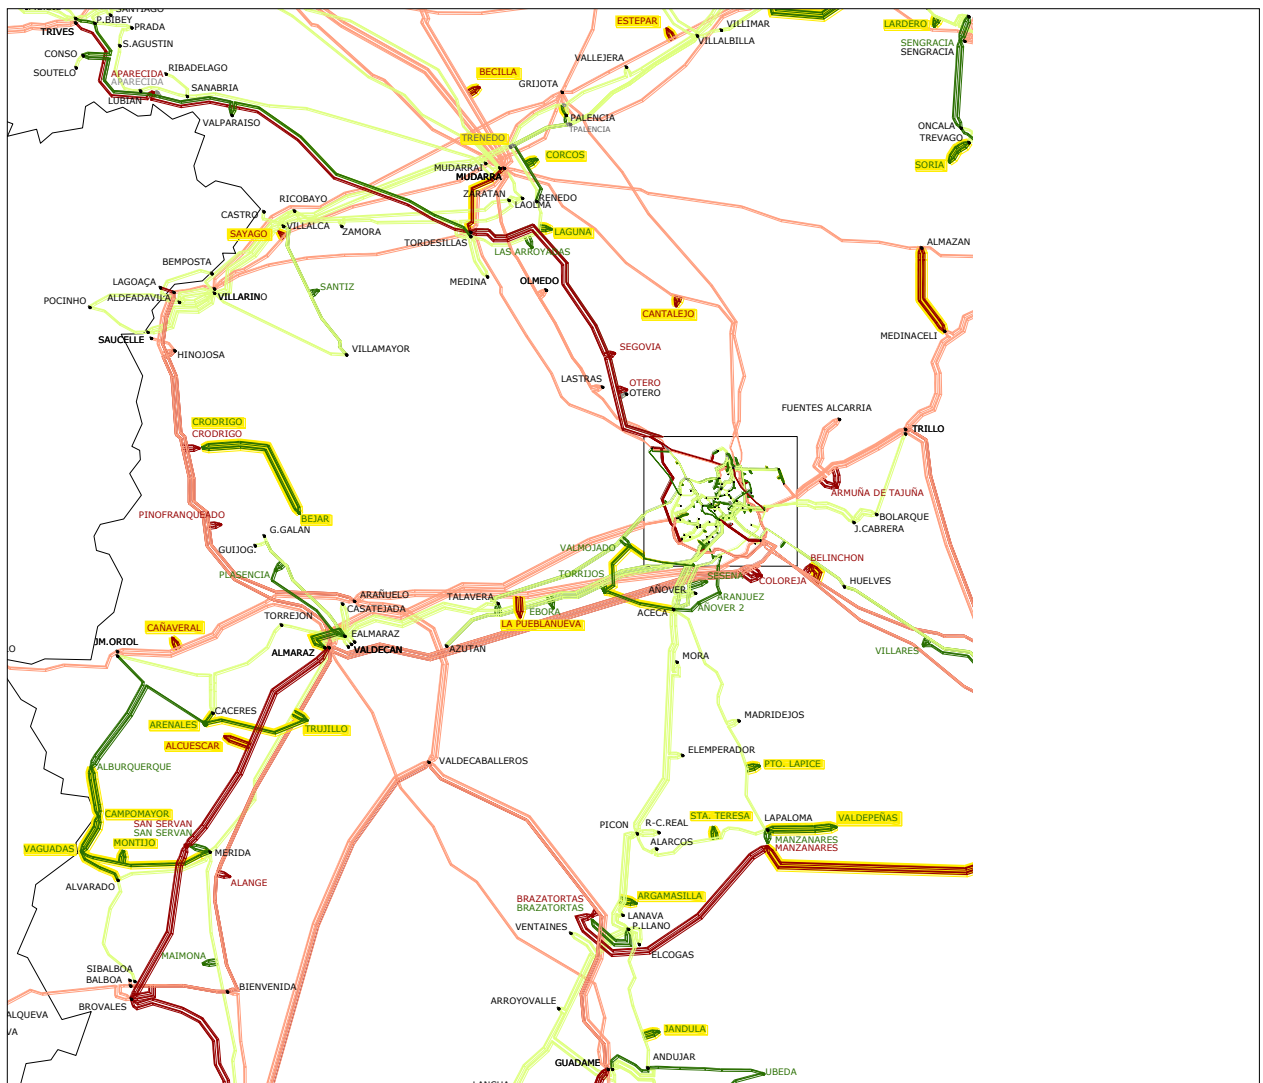 SANTIAGO
P.BIBEY
PRADA
TRIVES
S.AGUSTIN
CONSO
SOUTELO
APARECIDA
APARECIDA
RIBADELAGO
LUBIAN
SANABRIA
VALPARAISO
ESTEPAR
VILLIMAR
VILLALBILLA
VALLEJERA
BECILLA
GRIJOTA
PALENCIA
TPALENCIA
LARDERO
SENGRACIA
SENGRACIA
ONCALA
TREVAGO
SORIA
TRENEDO
CORCOS
MUDARRAI
MUDARRA
ZARATAN
LAOLMA
RENEDO
RICOBAYO
CASTRO
VILLALCA
ZAMORA
SAYAGO
TORDESILLAS
LAGUNA
LAS ARROYADAS
ALMAZAN
BEMPOSTA
LAGOAÇA
ALDEADAVILA
VILLARINO
POCINHO
SANTIZ
MEDINA
OLMEDO
CANTALEJO
MEDINACELI
SAUCELLE
HINOJOSA
VILLAMAYOR
SEGOVIA
LASTRAS
OTERO
OTERO
FUENTES ALCARRIA
TRILLO
CRODRIGO
CRODRIGO
ARMUÑA DE TAJUÑA
BOLARQUE
J.CABRERA
PINOFRANQUEADO
BEJAR
G.GALAN
GUIJOG.
PLASENCIA
VALMOJADO
TORRIJOS
BELINCHON
SESEÑA
COLOREJA
HUELVES
ARAÑUELO
CASATEJADA
TALAVERA
EBORA
LA PUEBLANUEVA
AÑOVER
ARANJUEZ
AÑOVER 2
ACECA
TORREJON
CAÑAVERAL
JM.ORIOL
EALMARAZ
ALMARAZ
VALDECAN
AZUTAN
VILLARES
MORA
CACERES
ARENALES
TRUJILLO
ALCUESCAR
MADRIDEJOS
ELEMPERADOR
ALBURQUERQUE
VALDECABALLEROS
PTO. LAPICE
CAMPOMAYOR
SAN SERVAN
SAN SERVAN
MONTIJO
VAGUADAS
MERIDA
ALVARADO
ALANGE
R-C.REAL
PICON
ALARCOS
STA. TERESA
LAPALOMA
VALDEPEÑAS
MANZANARES
MANZANARES
BRAZATORTAS
BRAZATORTAS
ARGAMASILLA
LANAVA
P.LLANO
VENTAINES
ELCOGAS
MAIMONA
SIBALBOA
BALBOA
BROVALES
BIENVENIDA
ARROYOVALLE
JANDULA
GUADAME
ANDUJAR
UBEDA